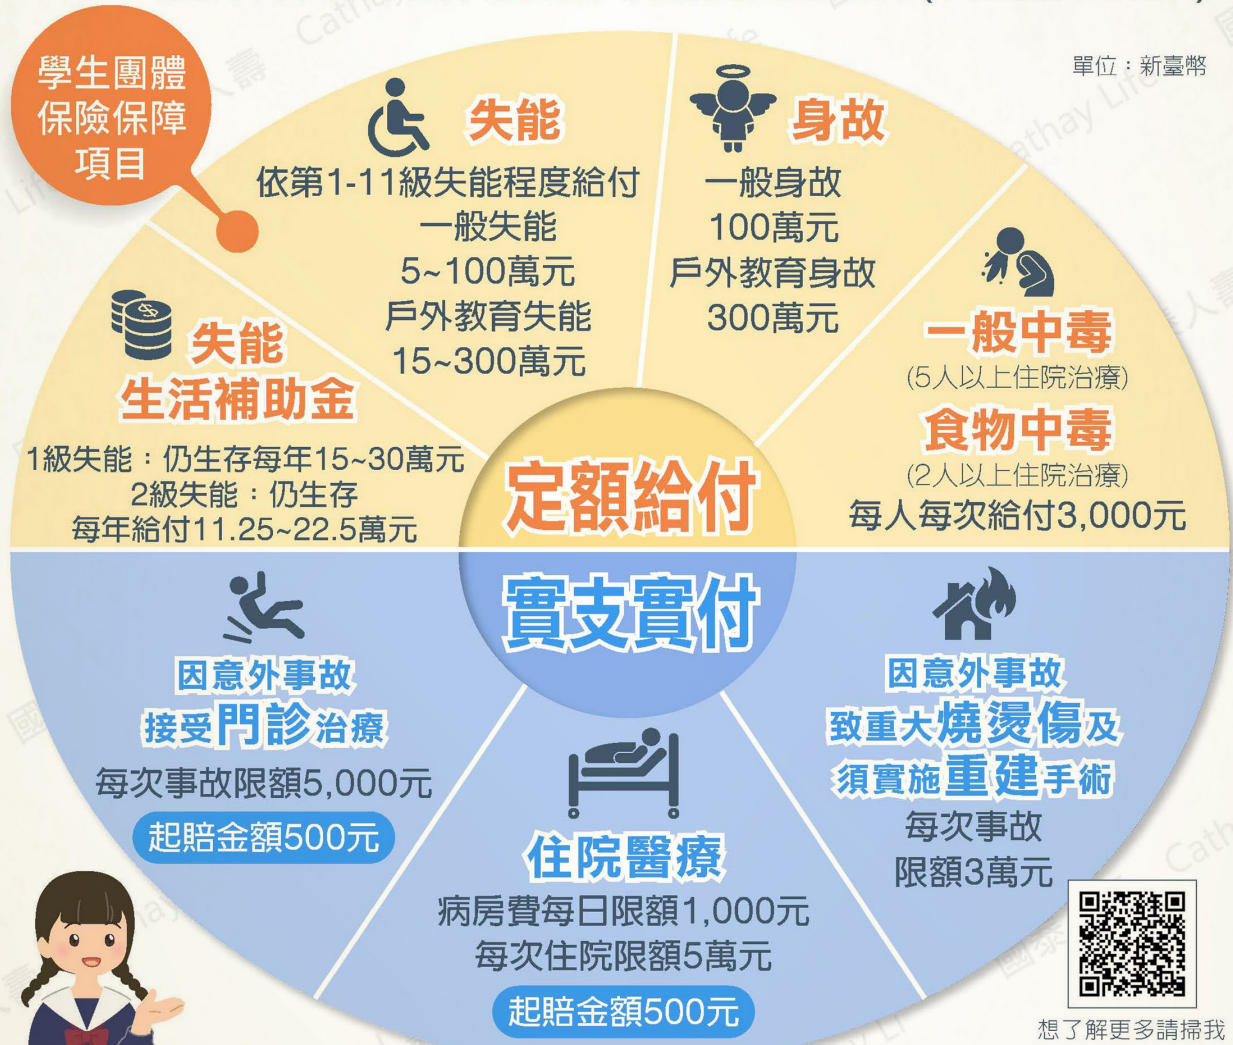 學生團體
保險保障
項目
單位：新臺幣
失能
依第1-11級失能程度給付
一般失能
5~100萬元
戶外教育失能
15~300萬元
身故
一般身故
100萬元
戶外教育身故
300萬元
一般中毒
(5人以上住院治療)
食物中毒
(2人以上住院治療)
每人每次給付3,000元
失能
生活補助金
1級失能：仍生存每年15~30萬元
2級失能：仍生存
每年給付11.25~22.5萬元
定額給付
實支實付
因意外事故
接受門診治療
每次事故限額5,000元
起賠金額500元
住院醫療
病房費每日限額1,000元
每次住院限額5萬元
起賠金額500元
因意外事故
致重大燒燙傷及
須實施重建手術
每次事故
限額3萬元
想了解更多請掃我